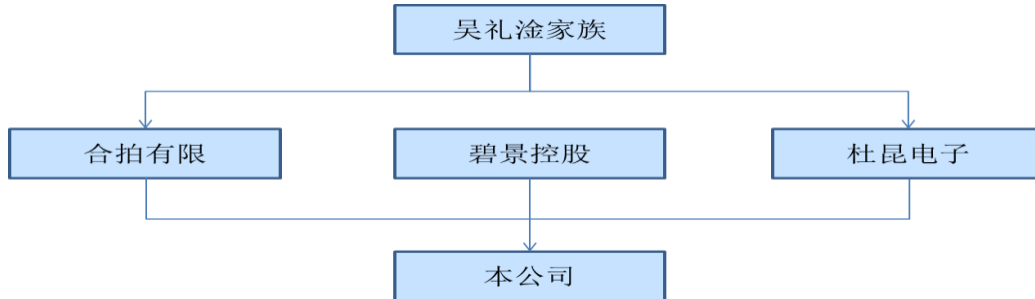 吴礼淦家族
合拍有限
碧景控股
杜昆电子
本公司